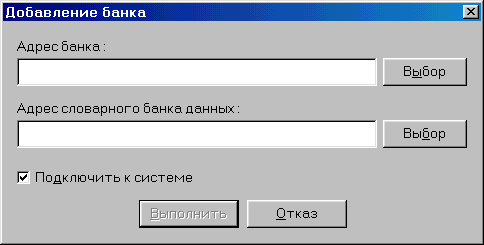 Добавление банка
Адрес банка :
Выбор
Адрес словарного банка данных :
Выбор
Подключить к системе
Выполнить Отказ